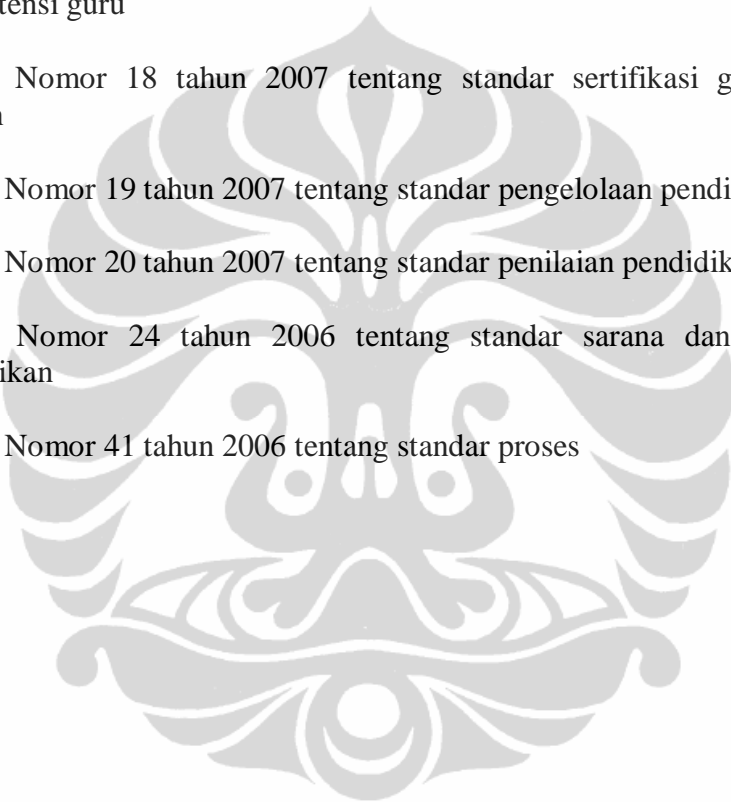 tensi guru
Nomor 18 tahun 2007 tentang standar sertifikasi g
Nomor 19 tahun 2007 tentang standar pengelolaan pendi
Nomor 20 tahun 2007 tentang standar penilaian pendidik
Nomor 24 tahun 2006 tentang standar sarana dan
ikan
Nomor 41 tahun 2006 tentang standar proses